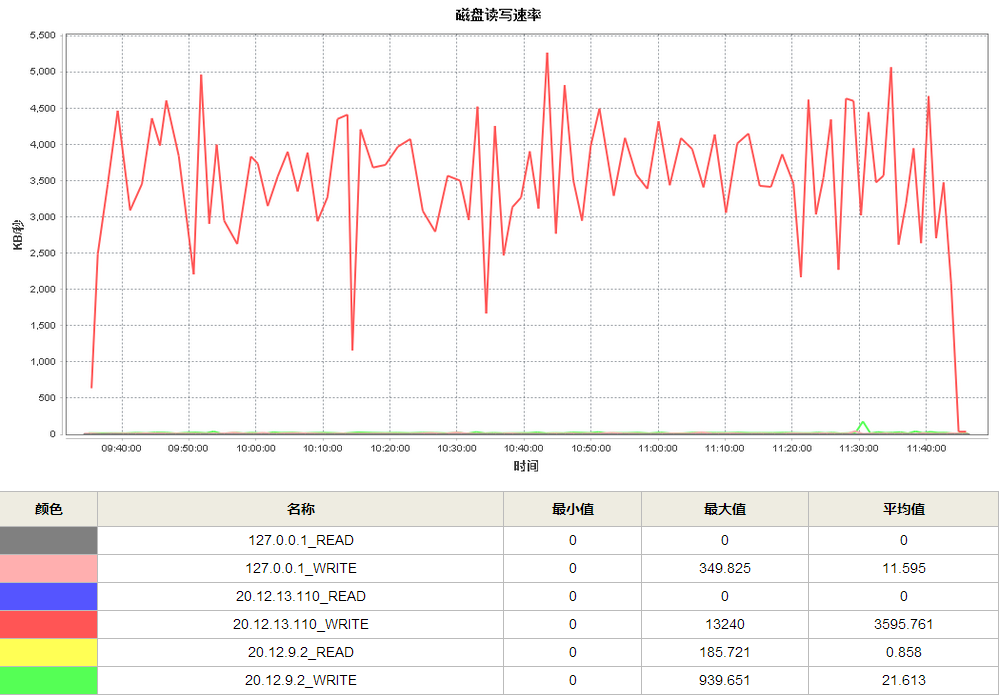 磁盘读写速率
5,500
5,000
4,500
4,000
3,500
3,000
2,500
2,000
1,500
1,000
500
0
KB/秒
09:40:00 09:50:00 10:00:00 10:10:00 10:20:00 10:30:00 10:40:00 10:50:00 11:00:00 11:10:00 11:20:00 11:30:00 11:40:00
时间
颜色 名称 最小值 最大值 平均值
127.0.0.1_READ 0 0 0
127.0.0.1_WRITE 0 349.825 11.595
20.12.13.110_READ 0 0 0
20.12.13.110_WRITE 0 13240 3595.761
20.12.9.2_READ 0 185.721 0.858
20.12.9.2_WRITE 0 939.651 21.613